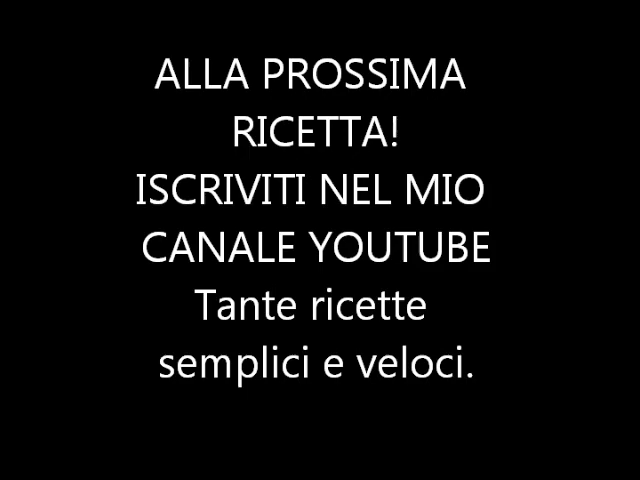 ALLA PROSSIMA
RICETTA!
ISCRIVITI NEL MIO
CANALE YOUTUBE
Tante ricette
semplici e veloci.